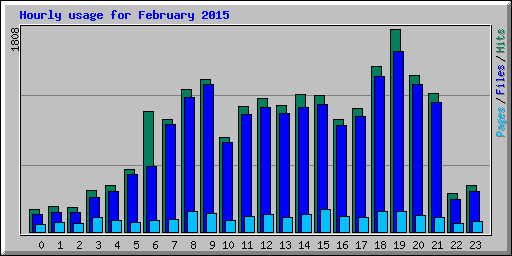 Hourly usage for February 2015
1808
Pages / Files / Hits
0 1 2 3 4 5 6 7 8 9 10 11 12 13 14 15 16 17 18 19 20 21 22 23